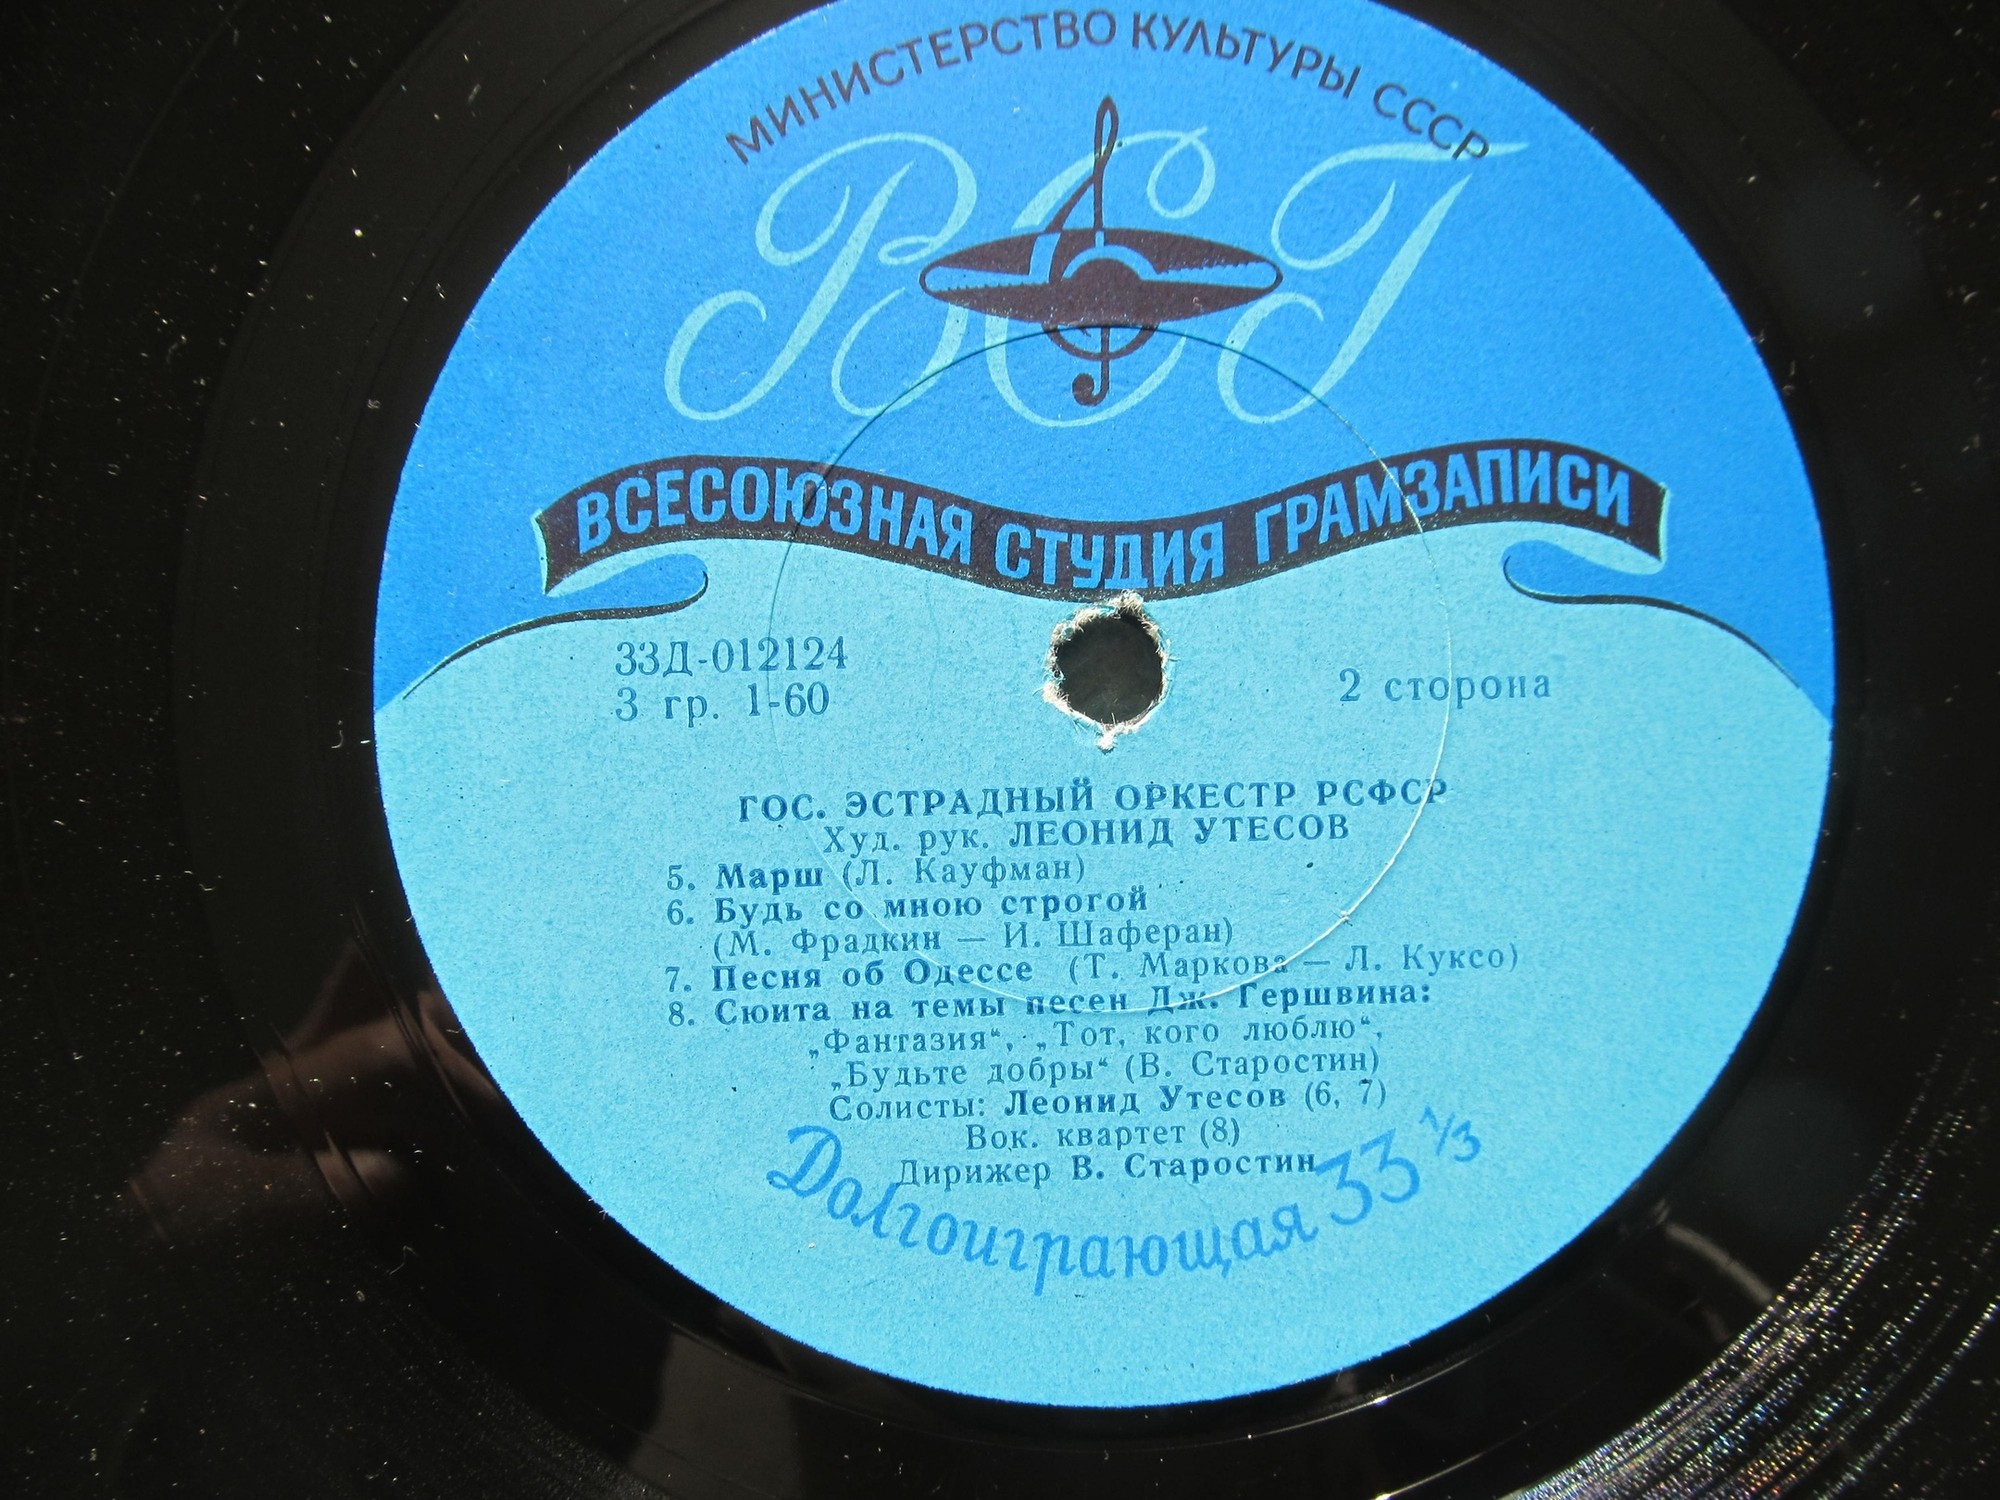 МИНИСТЕРСТВО КУЛЬТУРЫ СССР
ВСГ
ВСЕСОЮЗНАЯ СТУДИЯ ГРАМЗАПИСИ
33Д-012124
3 гр. 1-60
2 сторона
ГОС. ЭСТРАДНЫЙ ОРКЕСТР РСФСР
Худ. рук. ЛЕОНИД УТЕСОВ
5. Марш (Л. Кауфман)
6. Будь со мною строгой
(М. Фрадкин — И. Шаферан)
7. Песня об Одессе (Т. Маркова — Л. Куксо)
8. Сюита на темы песен Дж. Гершвина:
„Фантазия“, „Тот, кого люблю“,
„Будьте добры“ (В. Старостин)
Солисты: Леонид Утесов (6, 7)
Вок. квартет (8)
Дирижер В. Старостин
Долгоиграющая 33 1/3